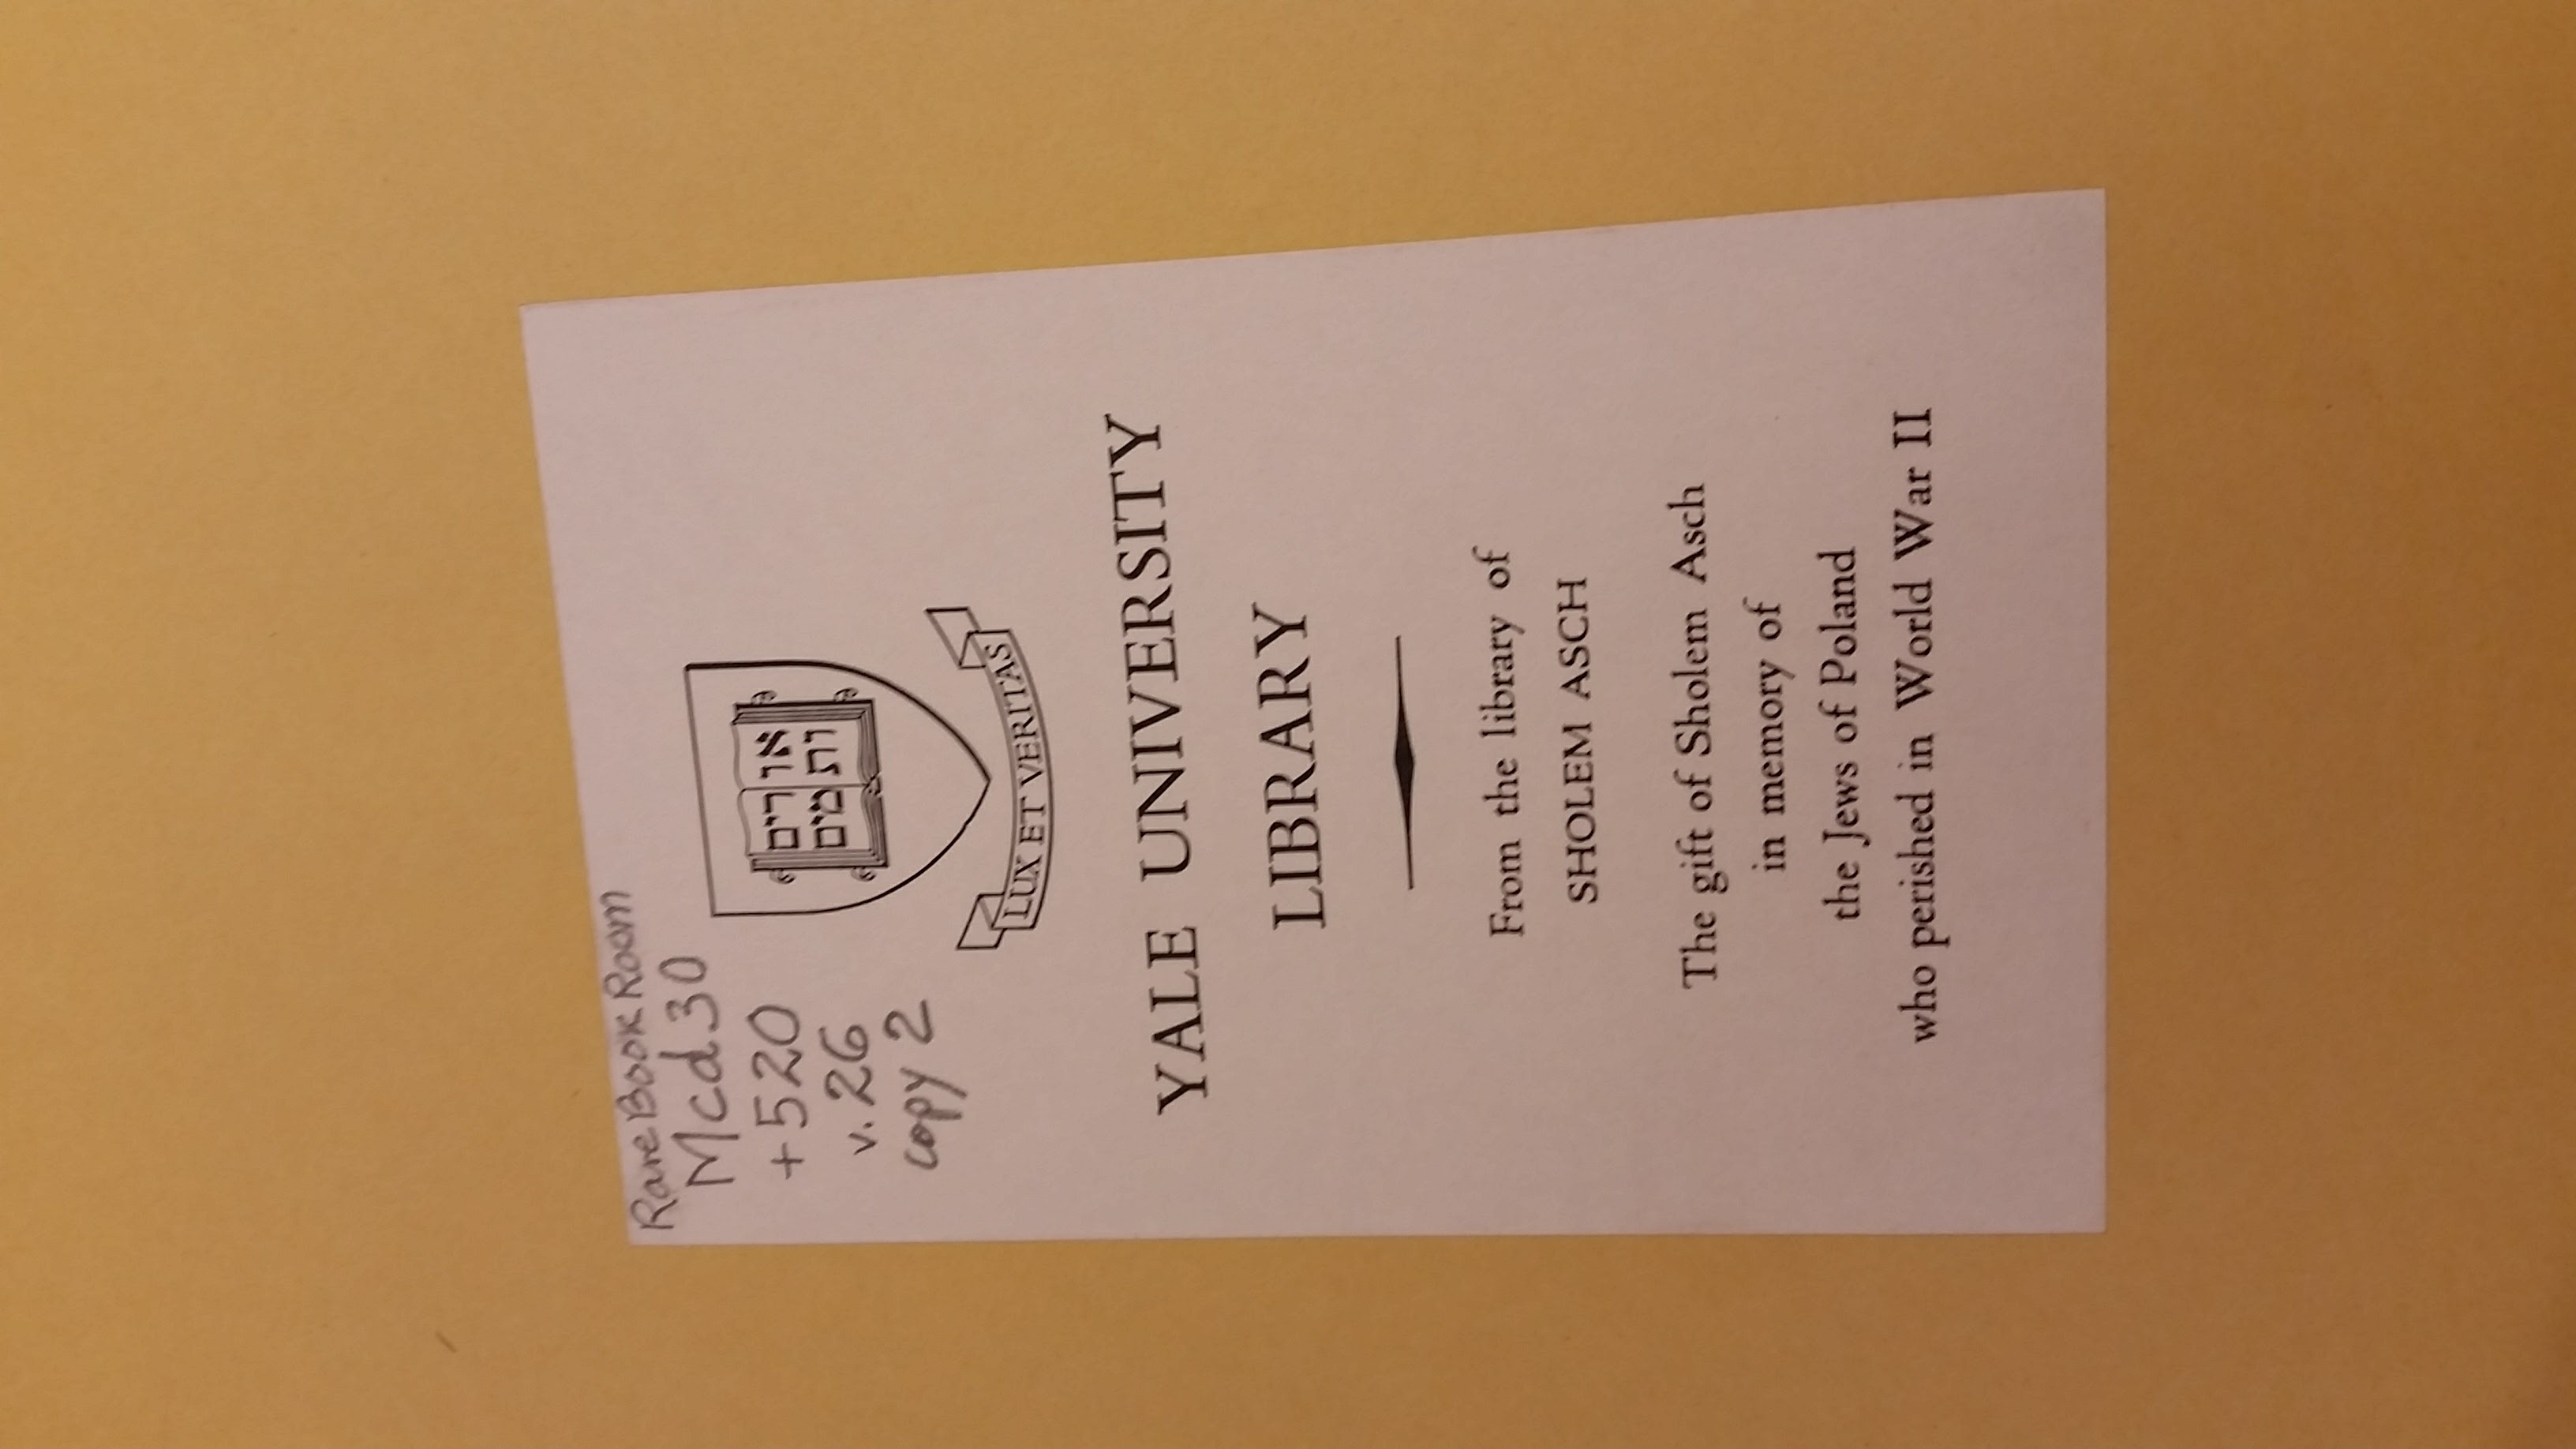 Rare Book Room
Mcd30
+520
v. 26
copy 2
אורים
ותמים
LUX ET VERITAS
YALE UNIVERSITY
LIBRARY
From the library of
SHOLEM ASCH
The gift of Sholem Asch
in memory of
the Jews of Poland
who perished in World War II